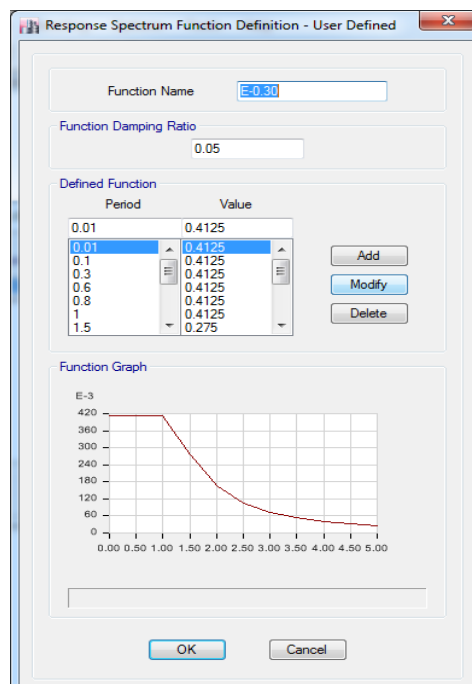 Response Spectrum Function Definition - User Defined
Function Name E-0.30
Function Damping Ratio
0.05
Defined Function
Period Value
0.01 0.4125
0.01 0.4125
0.1 0.4125
0.3 0.4125
0.6 0.4125
0.8 0.4125
1 0.4125
1.5 0.275
Add
Modify
Delete
Function Graph
E-3
420
360
300
240
180
120
60
0
0.00 0.50 1.00 1.50 2.00 2.50 3.00 3.50 4.00 4.50 5.00
OK Cancel